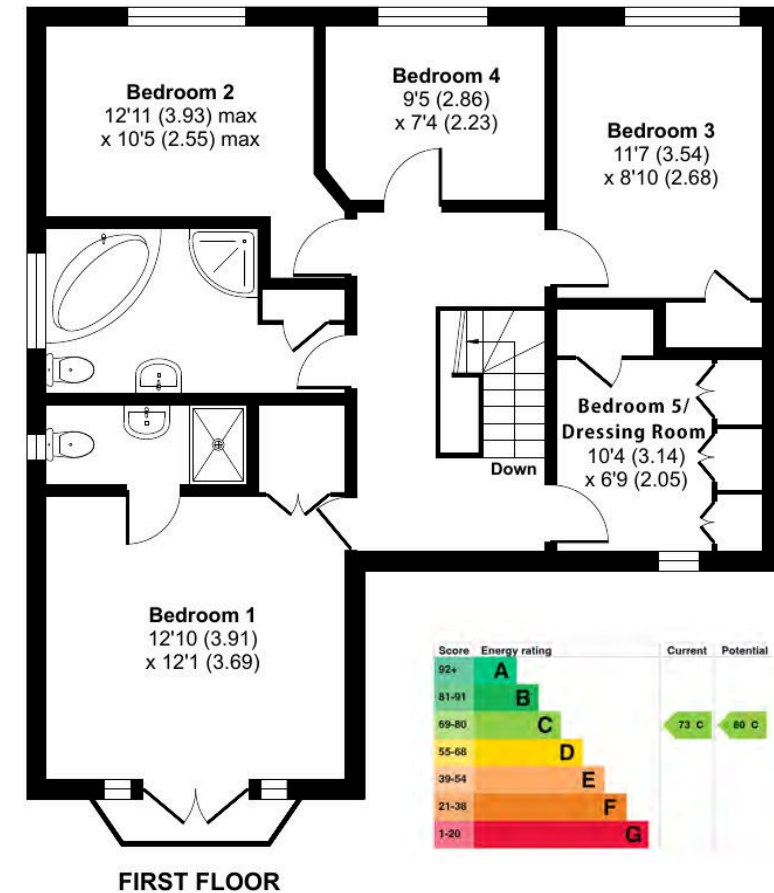 Bedroom 2
12'11 (3.93) max
x 10'5 (2.55) max
Bedroom 4
9'5 (2.86)
x 7'4 (2.23)
Bedroom 3
11'7 (3.54)
x 8'10 (2.68)
Bedroom 5/
Dressing Room
10'4 (3.14)
x 6'9 (2.05)
Down
Bedroom 1
12'10 (3.91)
x 12'1 (3.69)
Score Energy rating Current Potential
92+ A
81-91 B
69-80 C 73 C 80 C
55-68 D
39-54 E
21-38 F
1-20 G
FIRST FLOOR